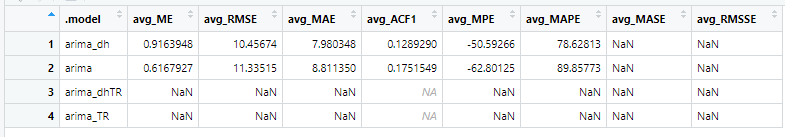 .model avg_ME avg_RMSE avg_MAE avg_ACF1 avg_MPE avg_MAPE avg_MASE avg_RMSSE
1 arima_dh 0.9163948 10.45674 7.980348 0.1289290 -50.59266 78.62813 NaN NaN
2 arima 0.6167927 11.33515 8.811350 0.1751549 -62.80125 89.85773 NaN NaN
3 arima_dhTR NaN NaN NaN NA NaN NaN NaN NaN
4 arima_TR NaN NaN NaN NA NaN NaN NaN NaN